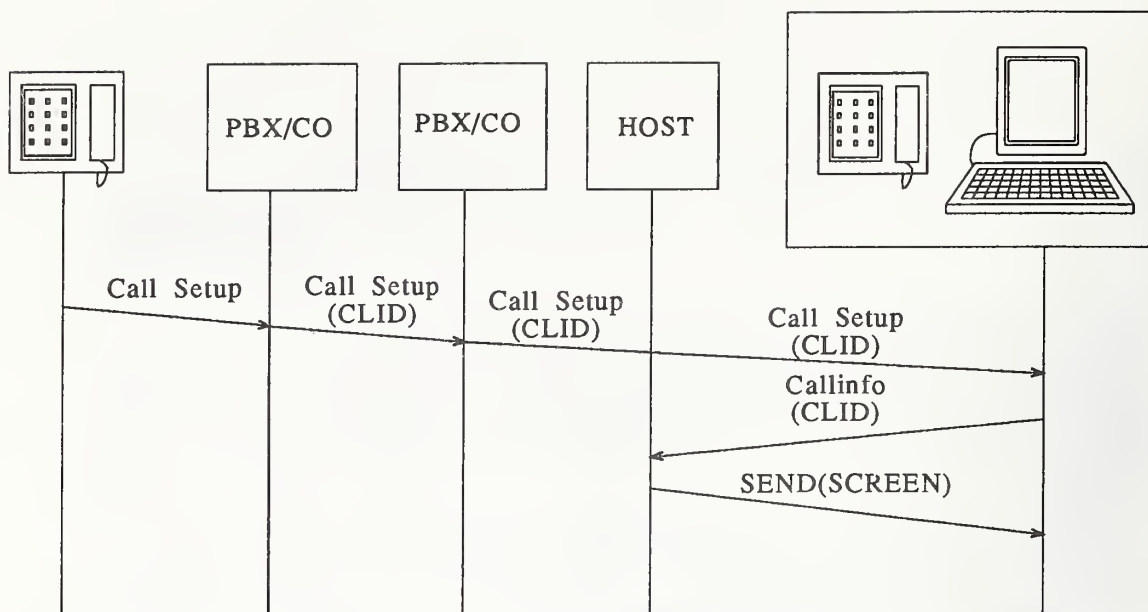 PBX/CO
PBX/CO
HOST
Call Setup
Call Setup
(CLID)
Call Setup
(CLID)
Call Setup
(CLID)
Callinfo
(CLID)
SEND(SCREEN)